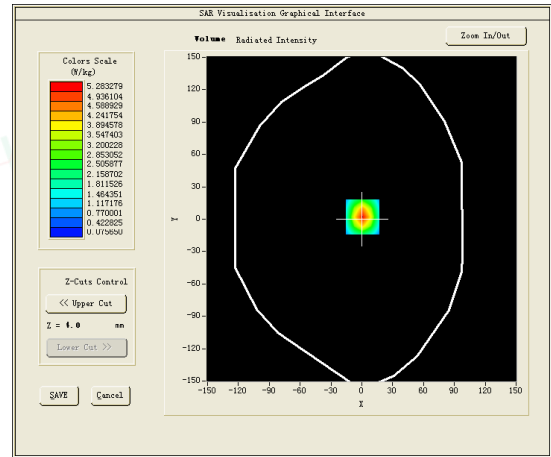 SAR Visualisation Graphical Interface
Volume Radiated Intensity
Zoom In/Out
Colors Scale
(W/kg)
5.283279
4.936104
4.588929
4.241754
3.894578
3.547403
3.200228
2.853052
2.505877
2.158702
1.811526
1.464351
1.117176
0.770001
0.422825
0.075650
Z-Cuts Control
<< Upper Cut
Z = 4.0 mm
Lower Cut >>
SAVE
Cancel
150
120
90
60
30
0
-30
-60
-90
-120
-150
Y
-150 -120 -90 -60 -30 0 30 60 90 120 150
X